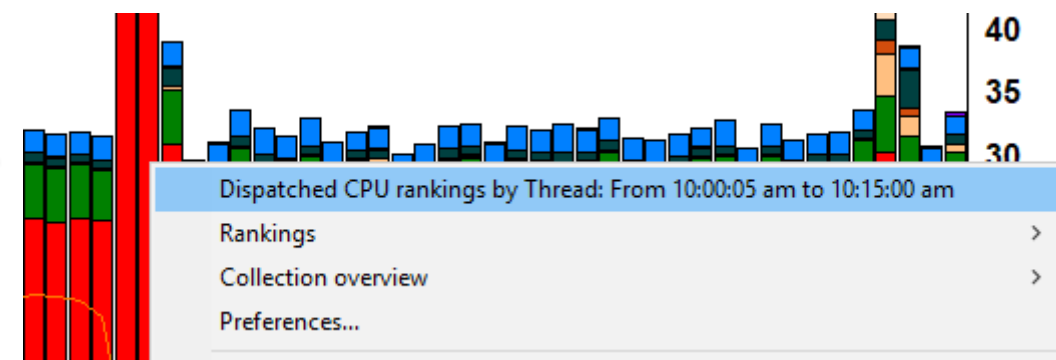 40
35
30
Dispatched CPU rankings by Thread: From 10:00:05 am to 10:15:00 am
Rankings
Collection overview
Preferences...